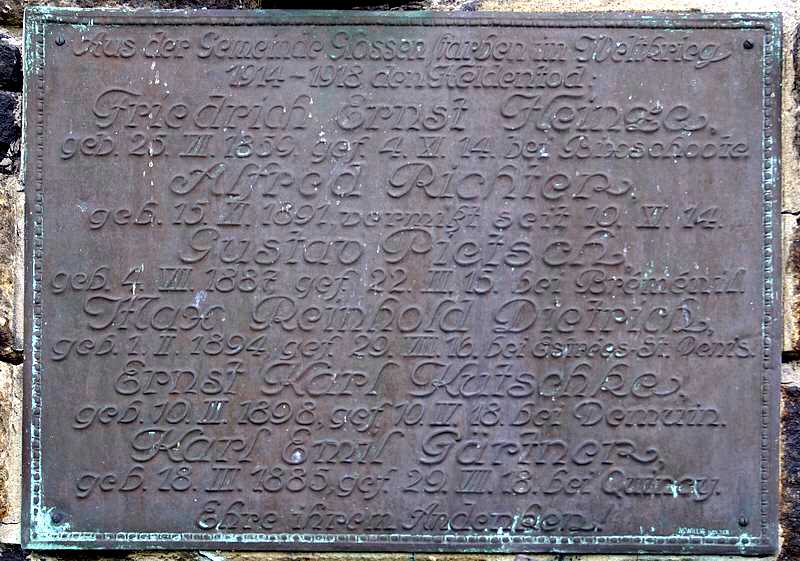 Aus der Gemeinde Glossen starben im Weltkrieg
1914-1918 den Heldentod:
Friedrich Ernst Heinze,
geb. 25. III. 1889, gef. 4. XI. 14. bei Bixschoote
Alfred Richter,
geb. 15. 1891, vermißt seit 19. 14.
Gustav Pietsch,
geb. 4. VII. 1887 gef. 22. III. 15. bei Bréménil.
Max Reinhold Dietrich,
geb. 1. II. 1894, gef. 29. VIII. 16. bei Estrées-St. Denis.
Ernst Karl Kutschke,
geb. 10. III. 1898, gef. 10. IV. 18. bei Demuin.
Karl Emil Gärtner,
geb. 18. III. 1885, gef. 29. VII. 18. bei Quincy.
Ehre ihrem Andenken!